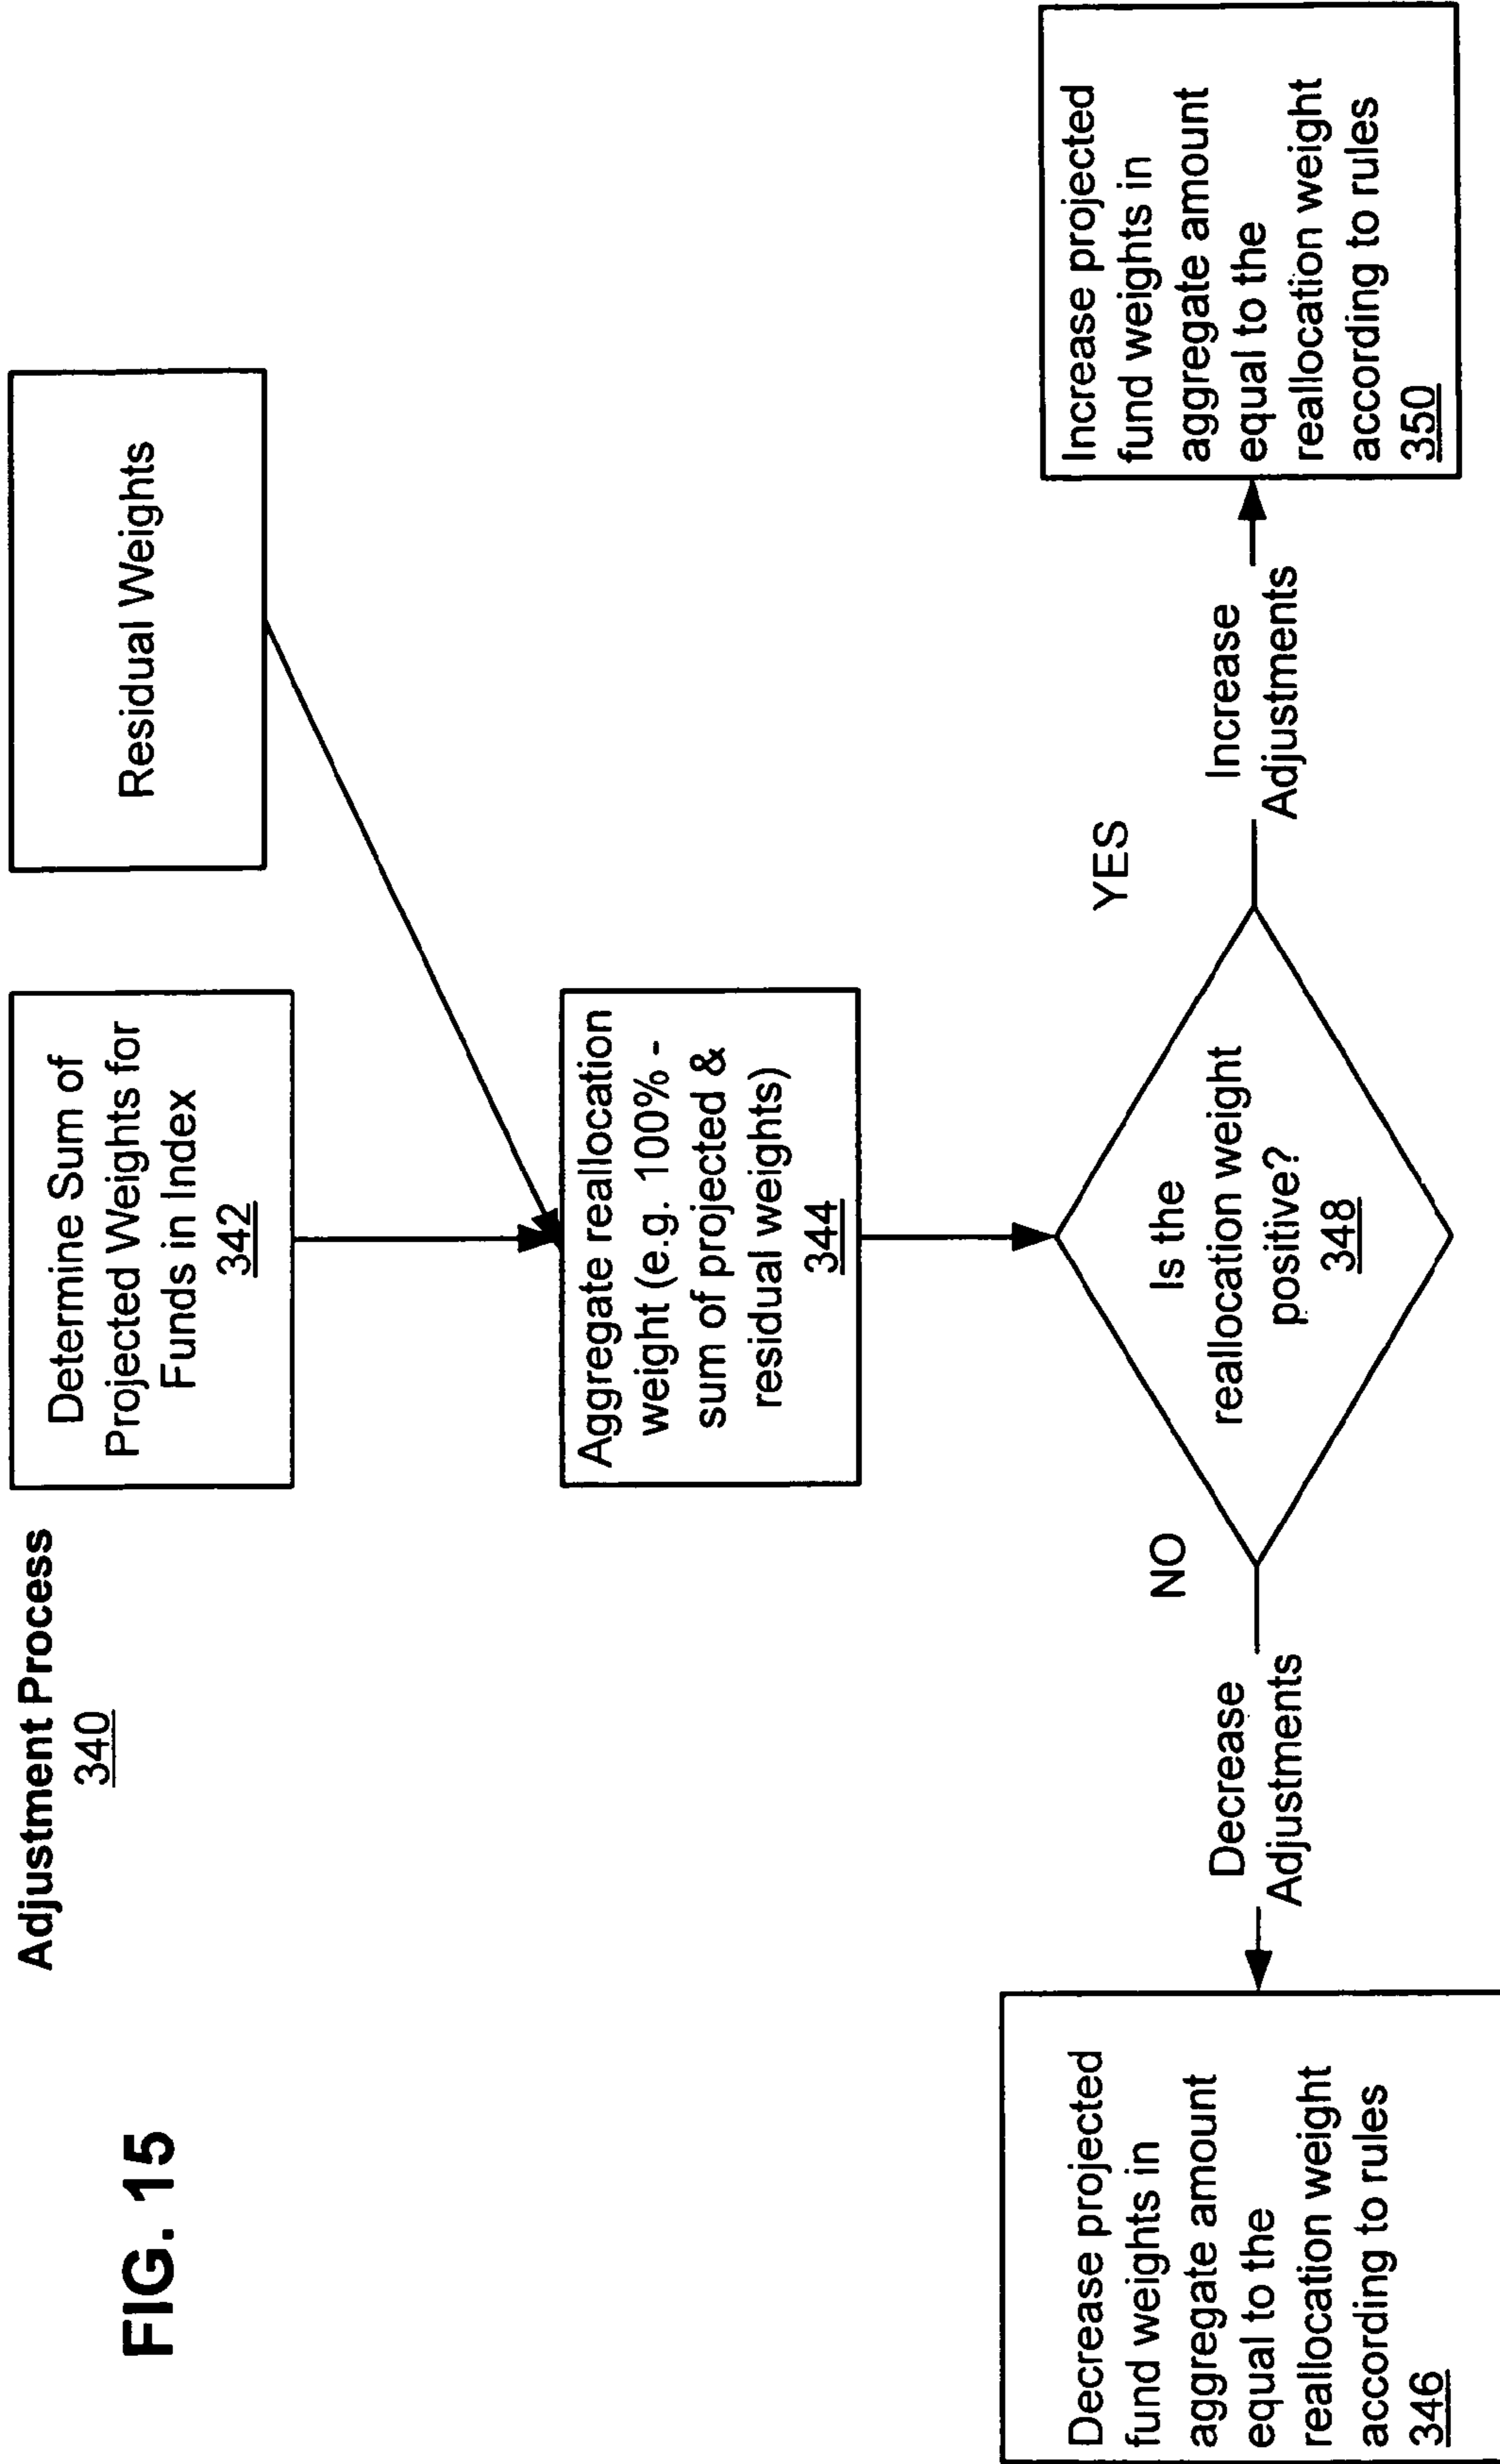 FIG. 15
Adjustment Process
340
Determine Sum of
Projected Weights for
Funds in Index
342
Residual Weights
Aggregate reallocation
weight (e.g. 100% -
sum of projected &
residual weights)
344
Is the
reallocation weight
positive?
348
NO
YES
Decrease
Adjustments
Increase
Adjustments
Decrease projected
fund weights in
aggregate amount
equal to the
reallocation weight
according to rules
346
Increase projected
fund weights in
aggregate amount
equal to the
reallocation weight
according to rules
350